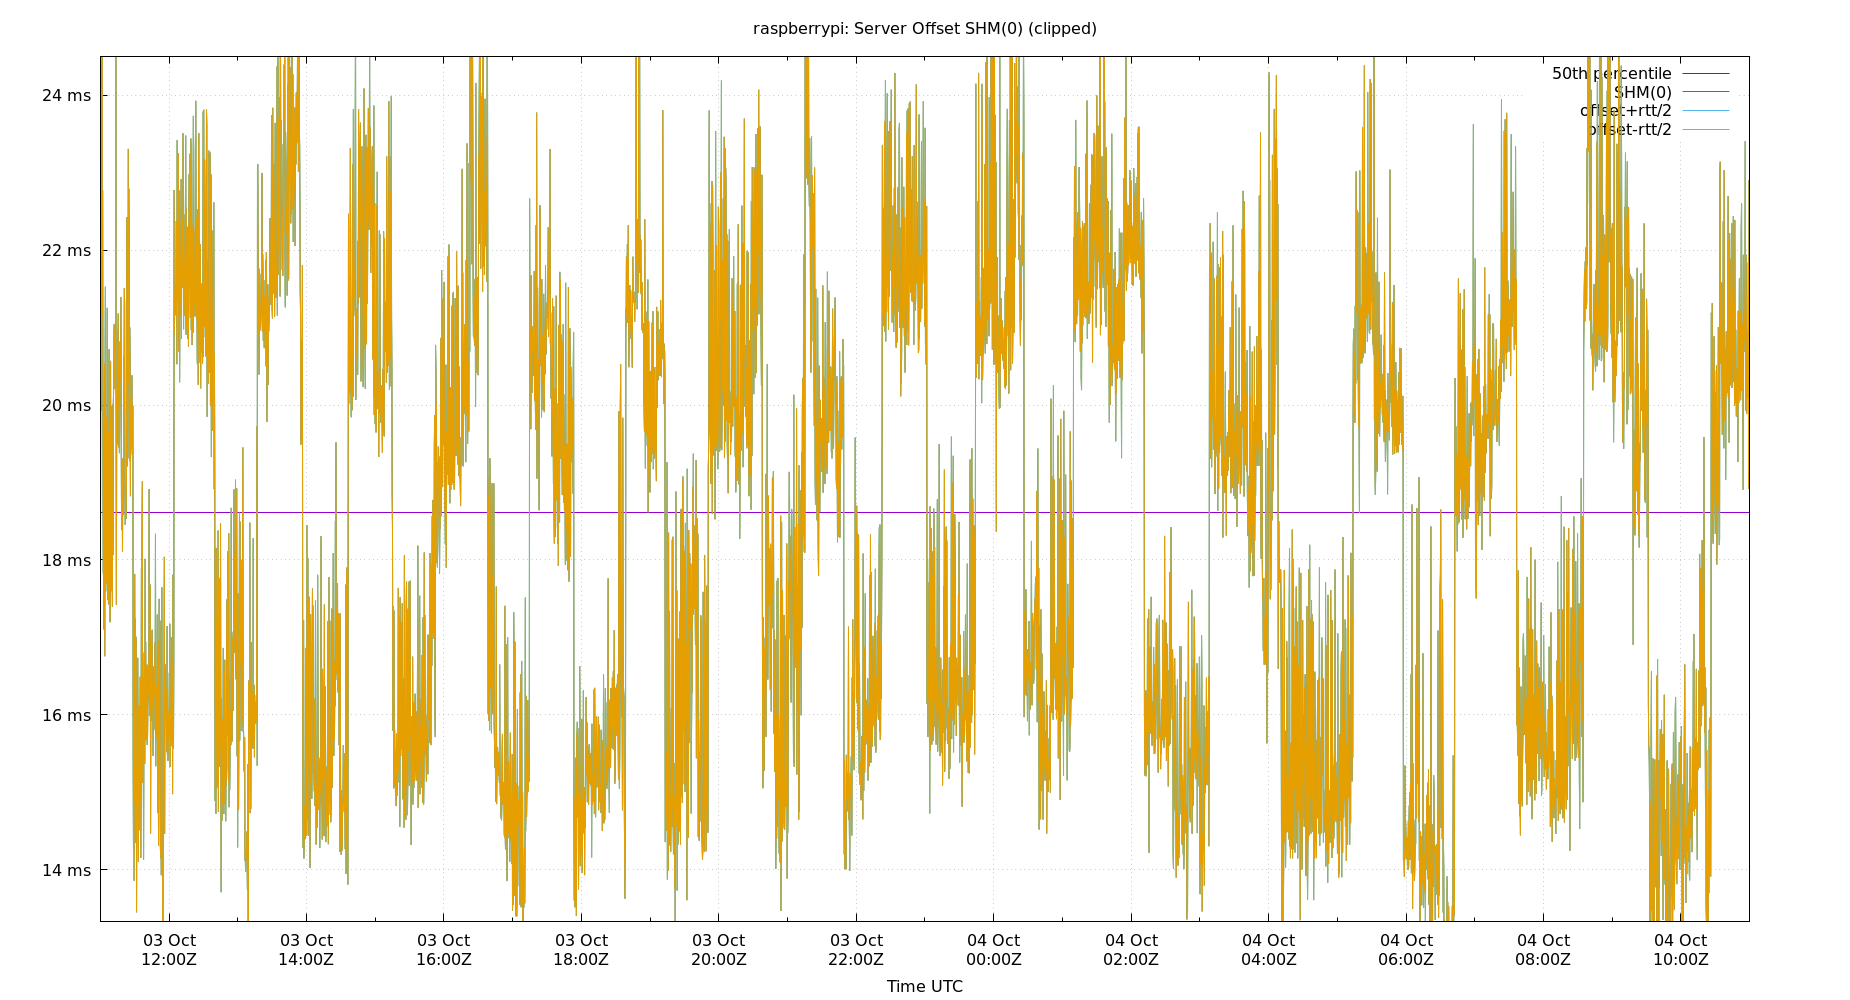 raspberrypi: Server Offset SHM(0) (clipped)
24 ms
22 ms
20 ms
18 ms
16 ms
14 ms
50th percentile
SHM(0)
offset+rtt/2
offset-rtt/2
03 Oct
12:00Z
03 Oct
14:00Z
03 Oct
16:00Z
03 Oct
18:00Z
03 Oct
20:00Z
03 Oct
22:00Z
04 Oct
00:00Z
04 Oct
02:00Z
04 Oct
04:00Z
04 Oct
06:00Z
04 Oct
08:00Z
04 Oct
10:00Z
Time UTC